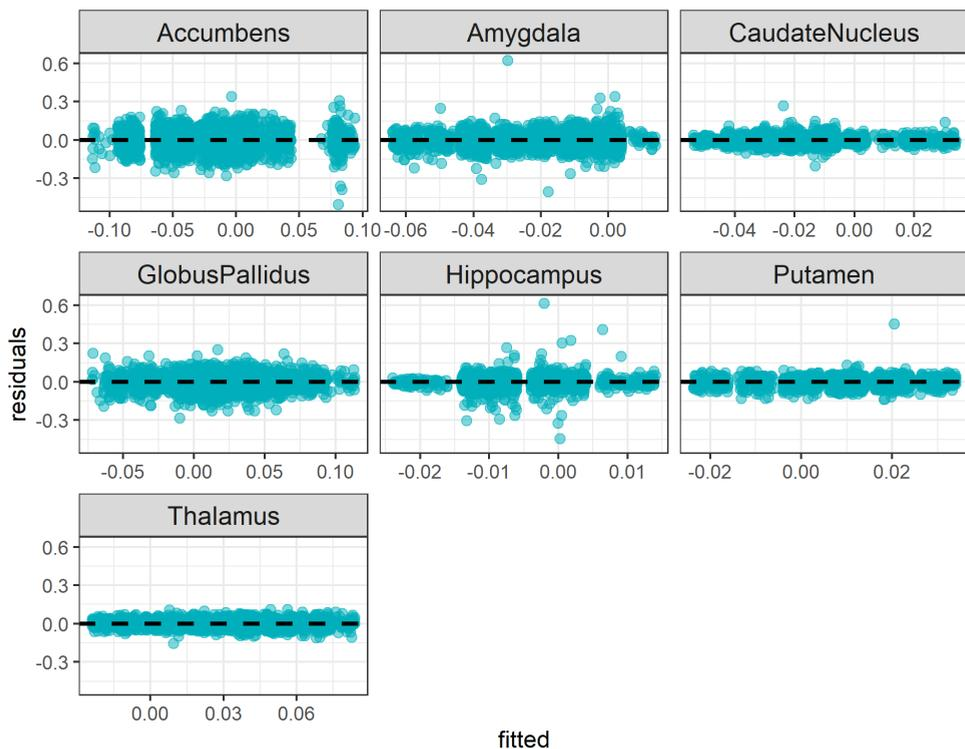 Accumbens Amygdala CaudateNucleus
0.6
0.3
0.0
-0.3
-0.10 -0.05 0.00 0.05 0.10 -0.06 -0.04 -0.02 0.00 -0.04 -0.02 0.00 0.02
GlobusPallidus Hippocampus Putamen
0.6
0.3
0.0
-0.3
-0.05 0.00 0.05 0.10 -0.02 -0.01 0.00 0.01 -0.02 0.00 0.02
residuals
Thalamus
0.6
0.3
0.0
-0.3
0.00 0.03 0.06
fitted